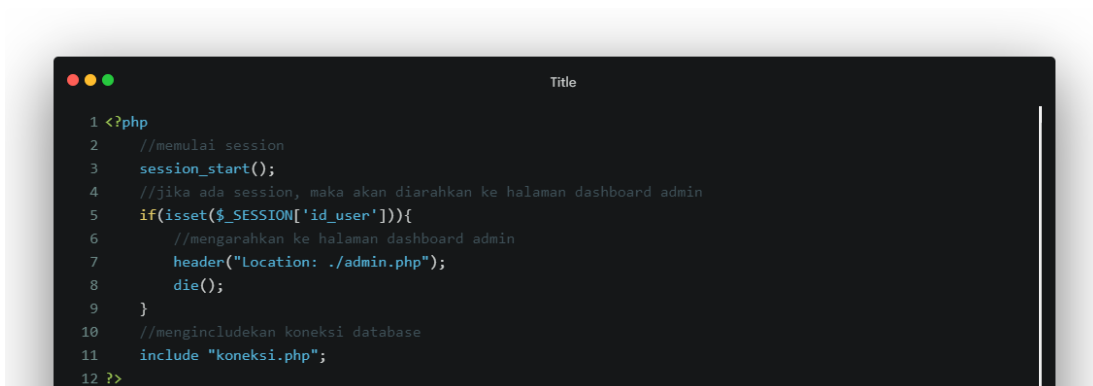 Title
1 <?php
2 //memulai session
3 session_start();
4 //jika ada session, maka akan diarahkan ke halaman dashboard admin
5 if(isset($_SESSION['id_user'])){
6 //mengarahkan ke halaman dashboard admin
7 header("Location: ./admin.php");
8 die();
9 }
10 //mengincludekan koneksi database
11 include "koneksi.php";
12 ?>